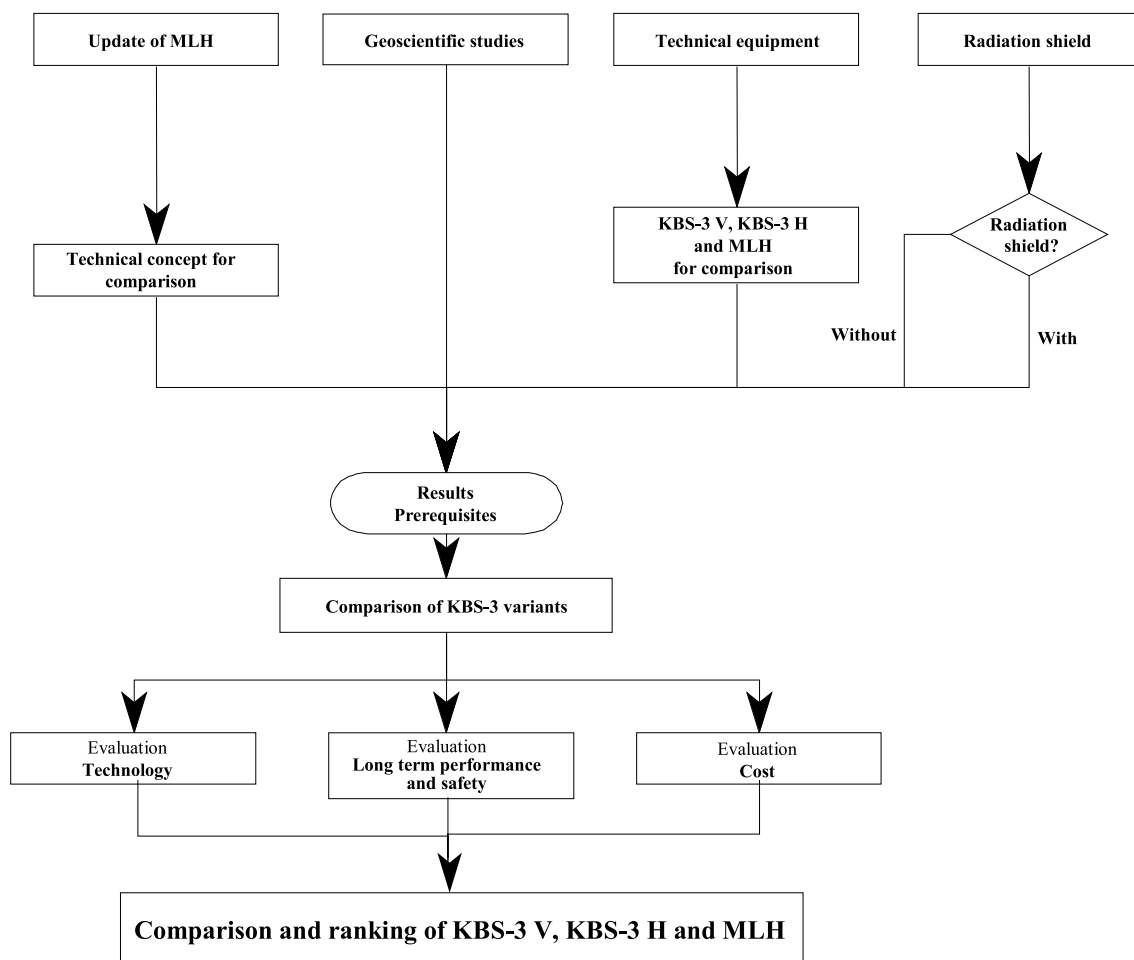 Update of MLH
Geoscientific studies
Technical equipment
Radiation shield
KBS-3 V, KBS-3 H
and MLH
for comparison
Radiation
shield?
Technical concept for
comparison
Without
With
Results
Prerequisites
Comparison of KBS-3 variants
Evaluation
Technology
Evaluation
Long term performance
and safety
Evaluation
Cost
Comparison and ranking of KBS-3 V, KBS-3 H and MLH